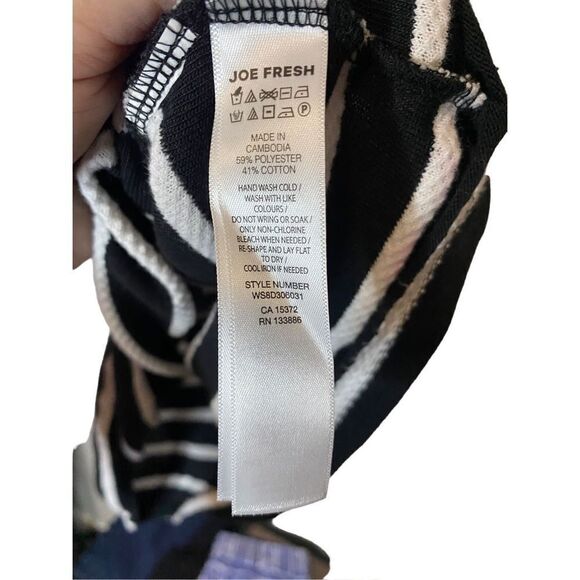 JOE FRESH
MADE IN
CAMBODIA
59% POLYESTER
41% COTTON
HAND WASH COLD /
WASH WITH LIKE
COLOURS /
DO NOT WRING OR SOAK /
ONLY NON-CHLORINE
BLEACH WHEN NEEDED /
RE-SHAPE AND LAY FLAT
TO DRY /
COOL IRON IF NEEDED
STYLE NUMBER
WS8D306031
CA 15372
RN 133886